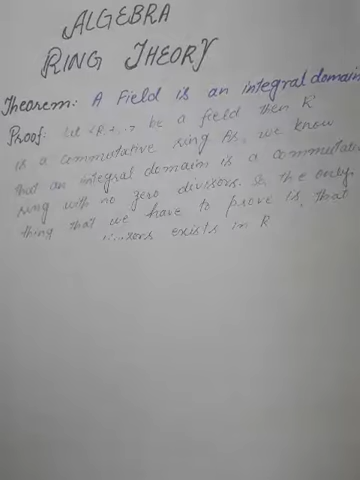 ALGEBRA
RING THEORY
Theorem: A Field is an integral domain
Proof: Let <R, +, .> be a field then R
is a commutative ring As, we know
that an integral domain is a commutati
ring with no zero divisors. So the only
thing that we have to prove is, that
exists in R